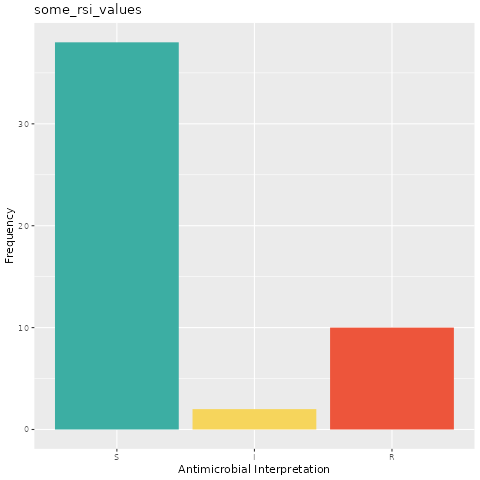 some_rsi_values
Frequency
30
20
10
0
S I R
Antimicrobial Interpretation